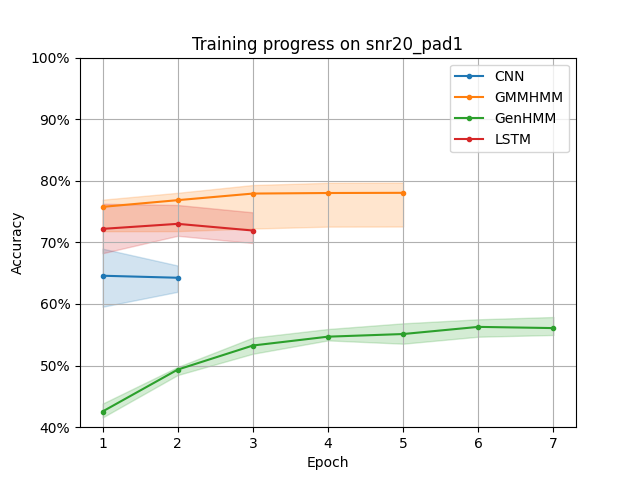 Training progress on snr20_pad1
100%
90%
80%
70%
60%
50%
40%
Accuracy
1 2 3 4 5 6 7
Epoch
CNN
GMMHMM
GenHMM
LSTM